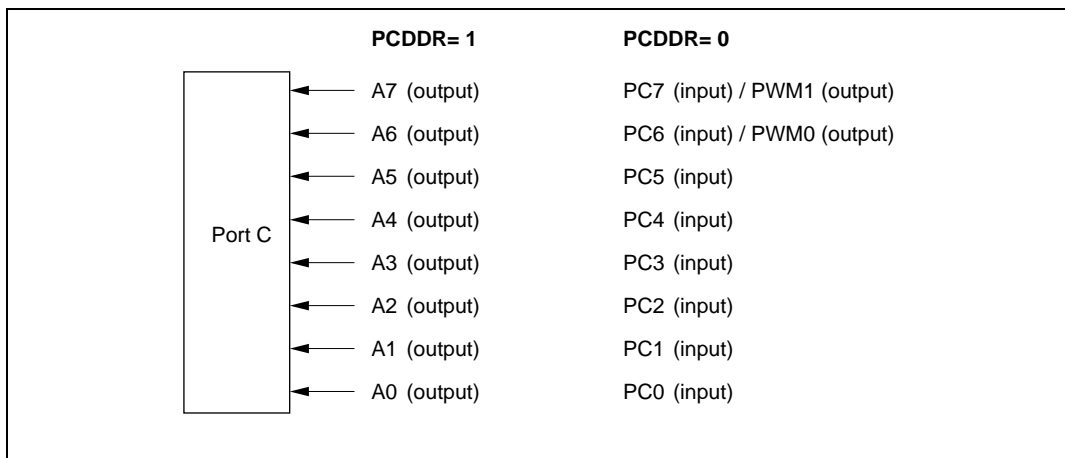 PCDDR= 1 PCDDR= 0
A7 (output) PC7 (input) / PWM1 (output)
A6 (output) PC6 (input) / PWM0 (output)
A5 (output) PC5 (input)
A4 (output) PC4 (input)
Port C
A3 (output) PC3 (input)
A2 (output) PC2 (input)
A1 (output) PC1 (input)
A0 (output) PC0 (input)